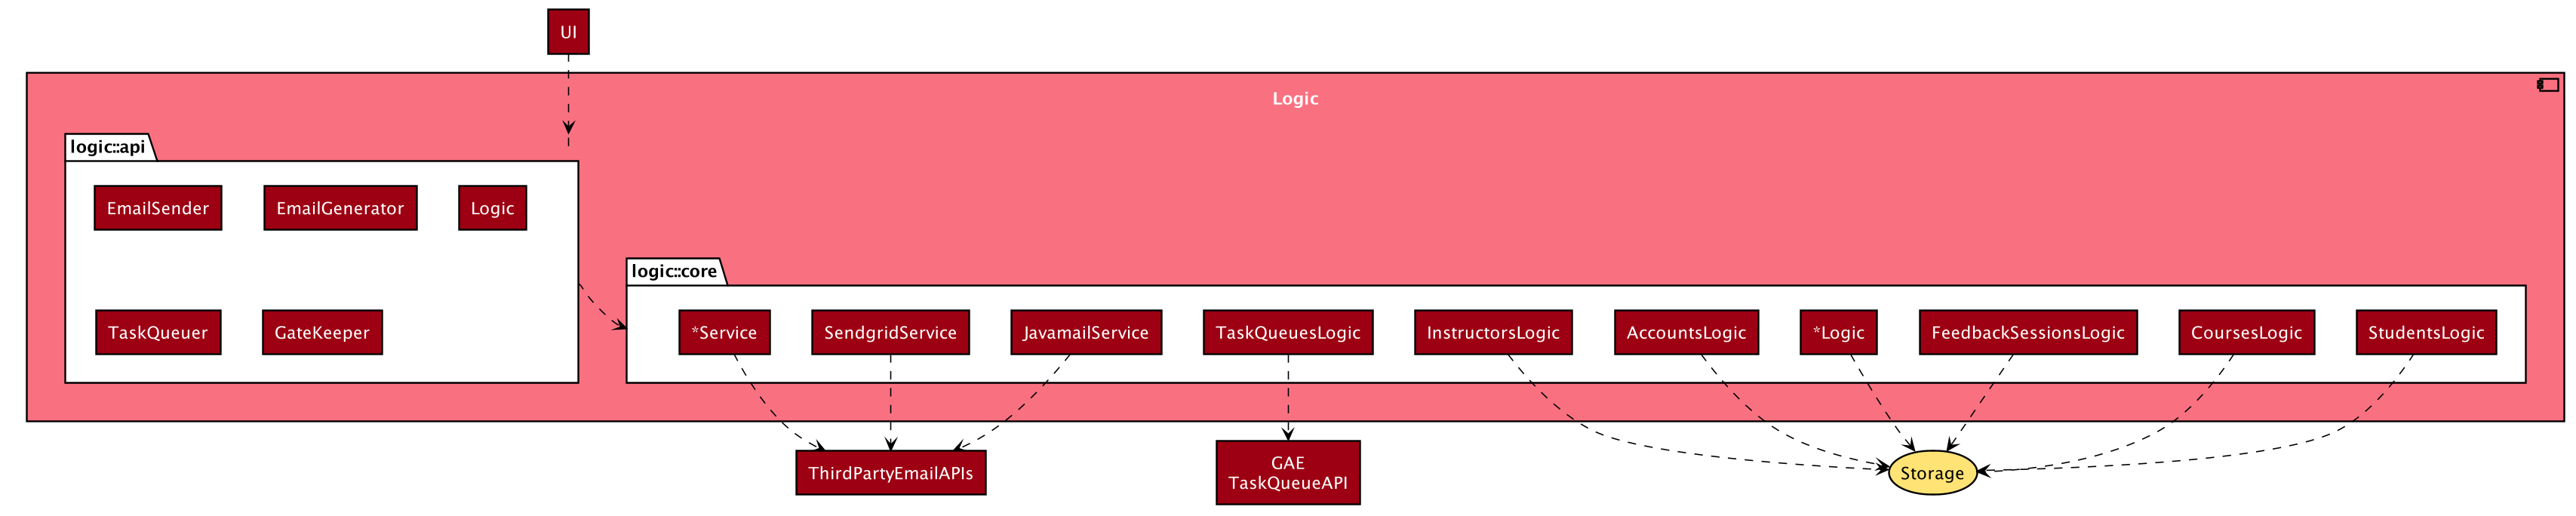 UI
Logic
logic::api
EmailSender
EmailGenerator
Logic
TaskQueuer
GateKeeper
logic::core
*Service
SendgridService
JavamailService
TaskQueuesLogic
InstructorsLogic
AccountsLogic
*Logic
FeedbackSessionsLogic
CoursesLogic
StudentsLogic
ThirdPartyEmailAPIs
GAE
TaskQueueAPI
Storage